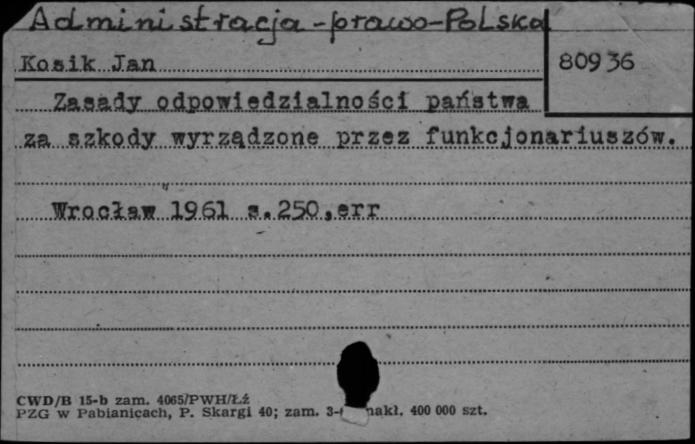 Administracja - prawo - Polska
Kosik Jan
80936
Zasady odpowiedzialności państwa
za szkody wyrządzone przez funkcjonariuszów.
Wrocław 1961 s. 250, err
CWD/B 15-b zam. 4065/PWH/Łź
PZG w Pabianicach, P. Skargi 40; zam. 3- nakł. 400 000 szt.